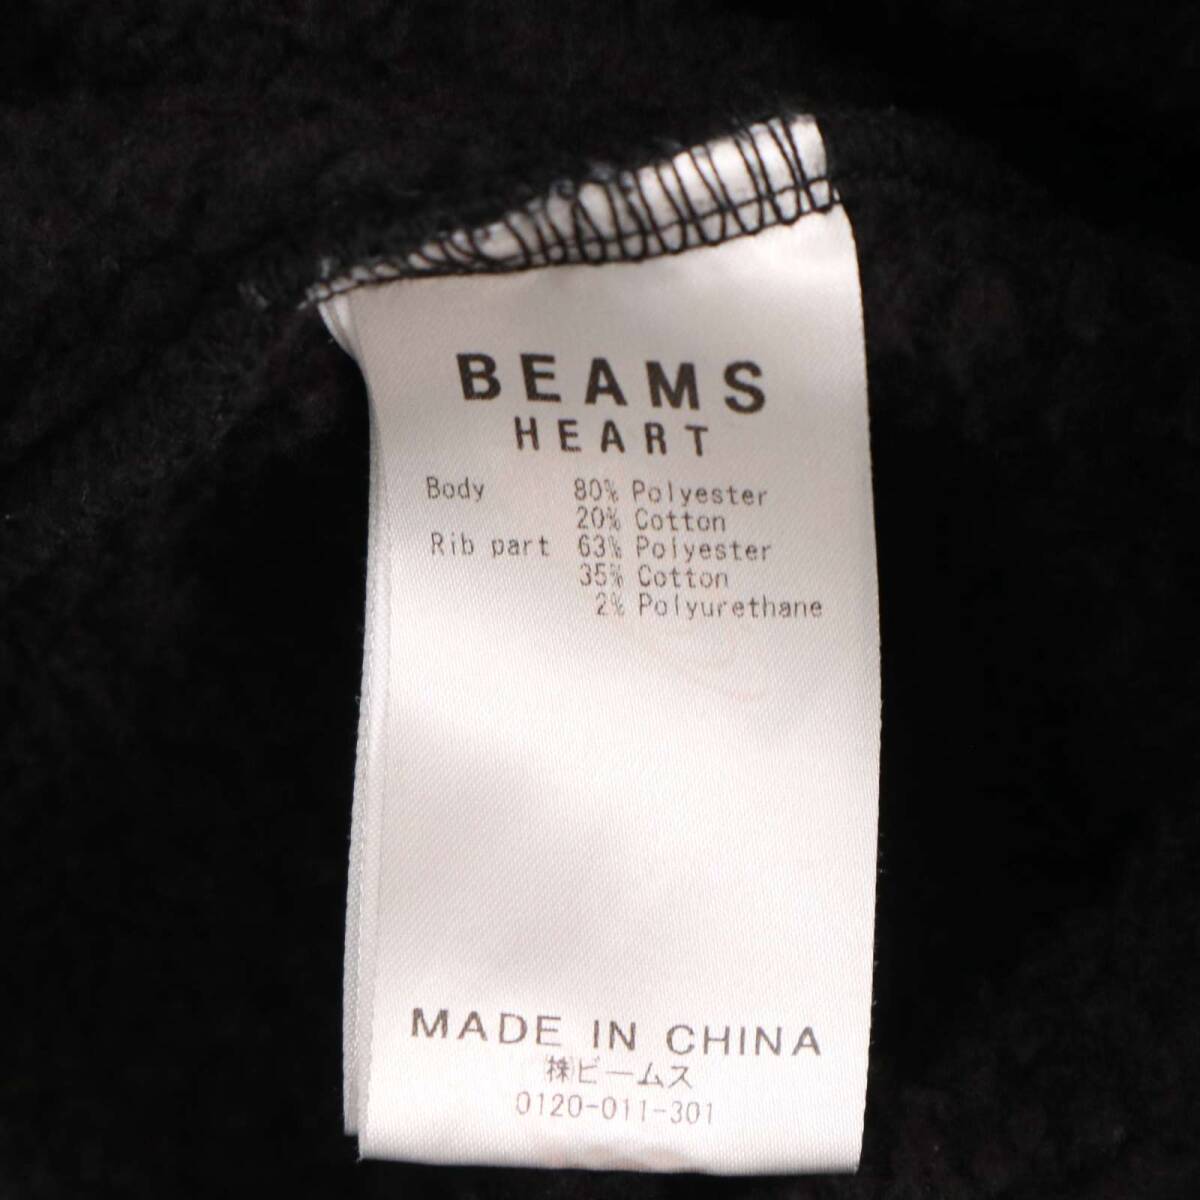 BEAMS
HEART
Body 80% Polyester
20% Cotton
Rib part 63% Polyester
35% Cotton
2% Polyurethane
MADE IN CHINA
㈱ビームス
0120-011-301